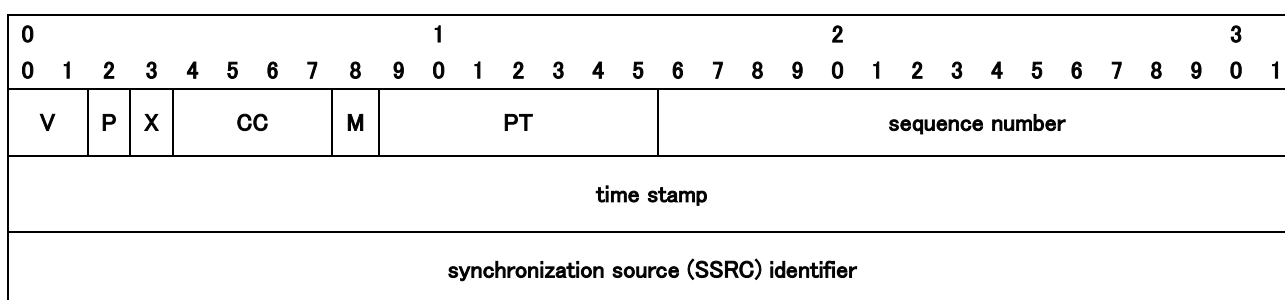 0 1 2 3
0 1 2 3 4 5 6 7 8 9 0 1 2 3 4 5 6 7 8 9 0 1 2 3 4 5 6 7 8 9 0 1
V P X CC M PT sequence number
time stamp
synchronization source (SSRC) identifier